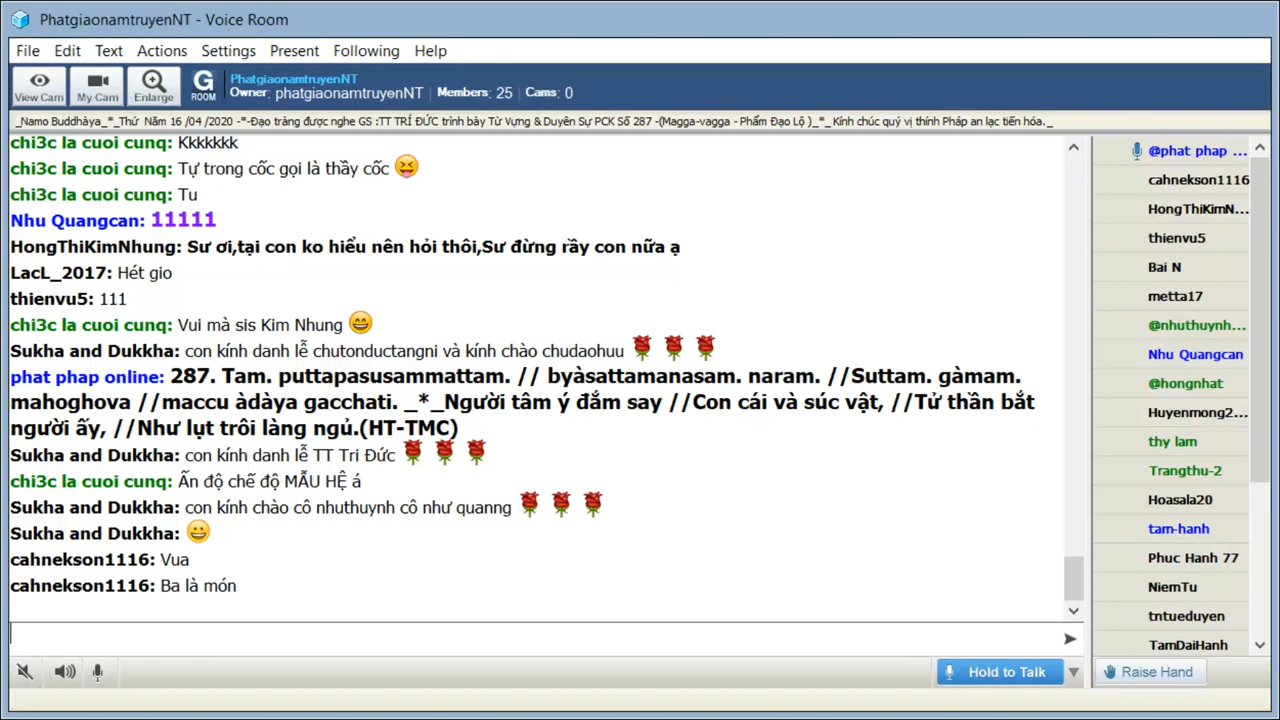 PhatgiaonamtruyenNT - Voice Room
File Edit Text Actions Settings Present Following Help
View Cam My Cam Enlarge G ROOM PhatgiaonamtruyenNT
Owner: phatgiaonamtruyenNT Members: 25 Cams: 0
_Namo Buddhàya_*_Thứ Năm 16 /04 /2020 -*-Đạo tràng được nghe GS :TT TRÍ ĐỨC trình bày Từ Vựng & Duyên Sự PCK Số 287 -(Magga-vagga - Phẩm Đạo Lộ )_*_ Kính chúc quý vị thính Pháp an lạc tiến hóa._
chi3c la cuoi cunq: Kkkkkkk
chi3c la cuoi cunq: Tự trong cốc gọi là thầy cốc 😝
chi3c la cuoi cunq: Tu
Nhu Quangcan: 11111
HongThiKimNhung: Sư ơi,tại con ko hiểu nên hỏi thôi,Sư đừng rầy con nữa ạ
LacL_2017: Hét gio
thienvu5: 111
chi3c la cuoi cunq: Vui mà sis Kim Nhung 😄
Sukha and Dukkha: con kính danh lễ chutonductangni và kính chào chudaohuu 🌹 🌹 🌹
phat phap online: 287. Tam. puttapasusammattam. // byàsattamanasam. naram. //Suttam. gàmam.
mahoghova //maccu àdàya gacchati. _*_Người tâm ý đắm say //Con cái và súc vật, //Tử thần bắt
người ấy, //Như lụt trôi làng ngủ.(HT-TMC)
Sukha and Dukkha: con kính danh lễ TT Tri Đức 🌹 🌹 🌹
chi3c la cuoi cunq: Ấn độ chế độ MẪU HỆ á
Sukha and Dukkha: con kính chào cô nhuthuynh cô như quanng 🌹 🌹 🌹
Sukha and Dukkha: 😀
cahnekson1116: Vua
cahnekson1116: Ba là món
@phat phap ...
cahnekson1116
HongThiKimN...
thienvu5
Bai N
metta17
@nhuthuynh...
Nhu Quangcan
@hongnhat
Huyenmong2...
thy lam
Trangthu-2
Hoasala20
tam-hanh
Phuc Hanh 77
NiemTu
tntueduyen
TamDaiHanh
Hold to Talk Raise Hand